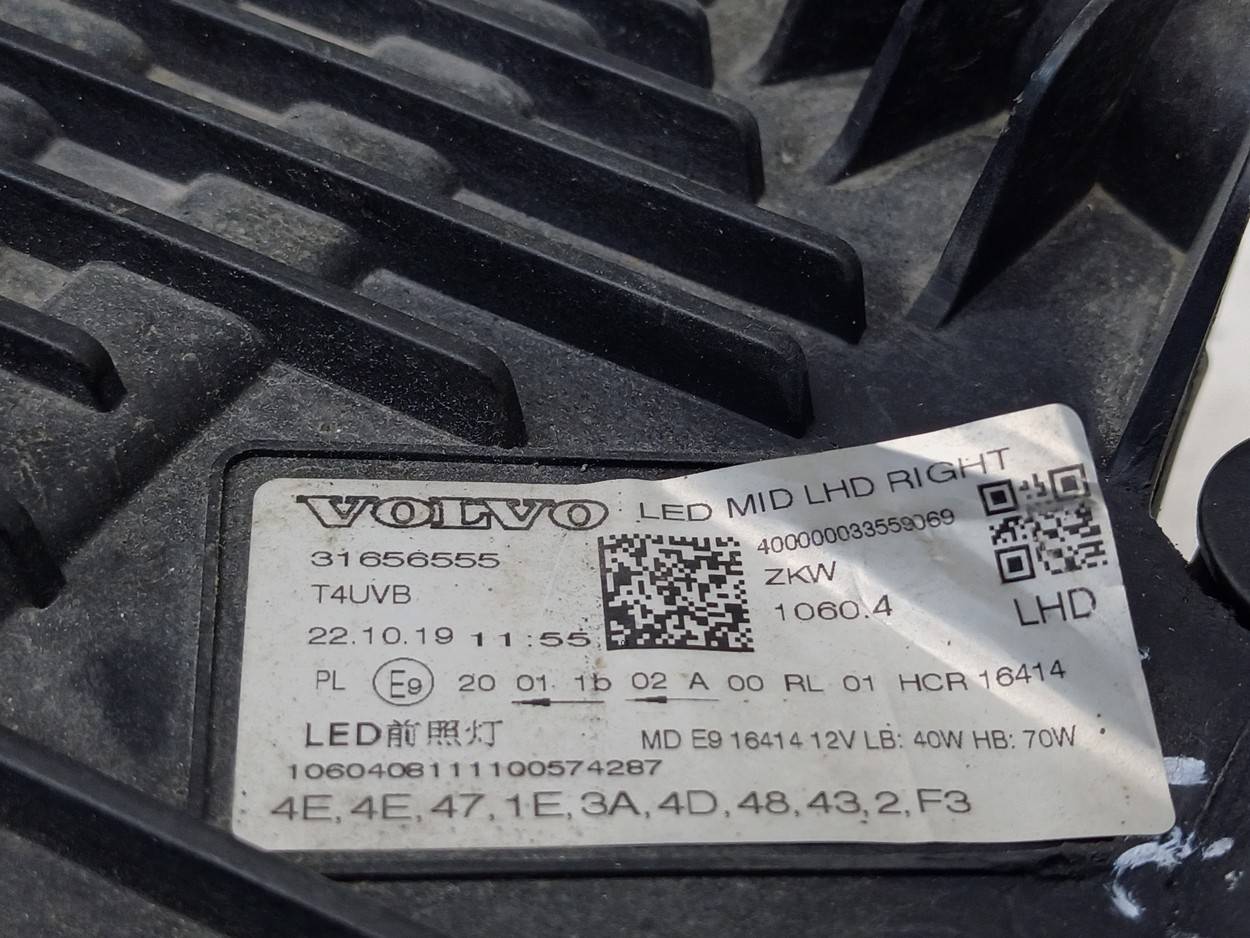 VOLVO LED MID LHD RIGHT
31656555
T4UVB
22.10.19 11:55
400000033559069
ZKW
1060.4
LHD
PL E9 20 01 1b 02 A 00 RL 01 HCR 16414
LED前照灯
MD E9 16414 12V LB: 40W HB: 70W
1060408111100574287
4E, 4E, 47, 1E, 3A, 4D, 48, 43, 2, F3